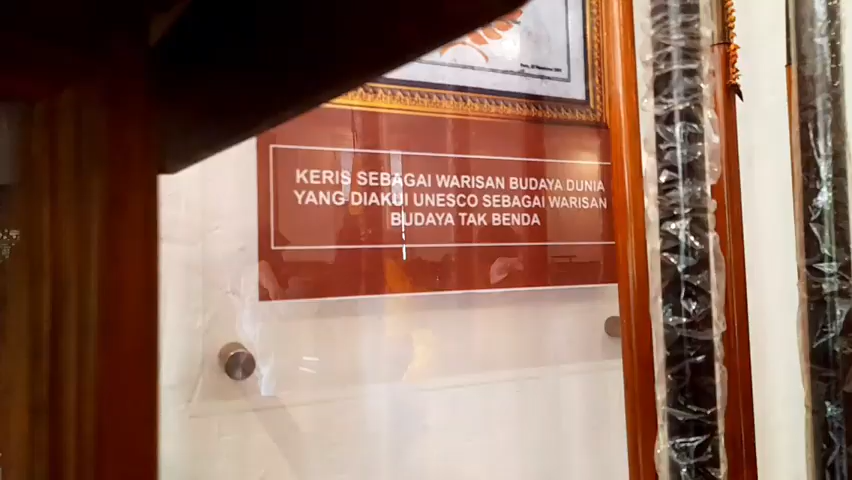 KERIS SEBAGAI WARISAN BUDAYA DUNIA
YANG DIAKUI UNESCO SEBAGAI WARISAN
BUDAYA TAK BENDA